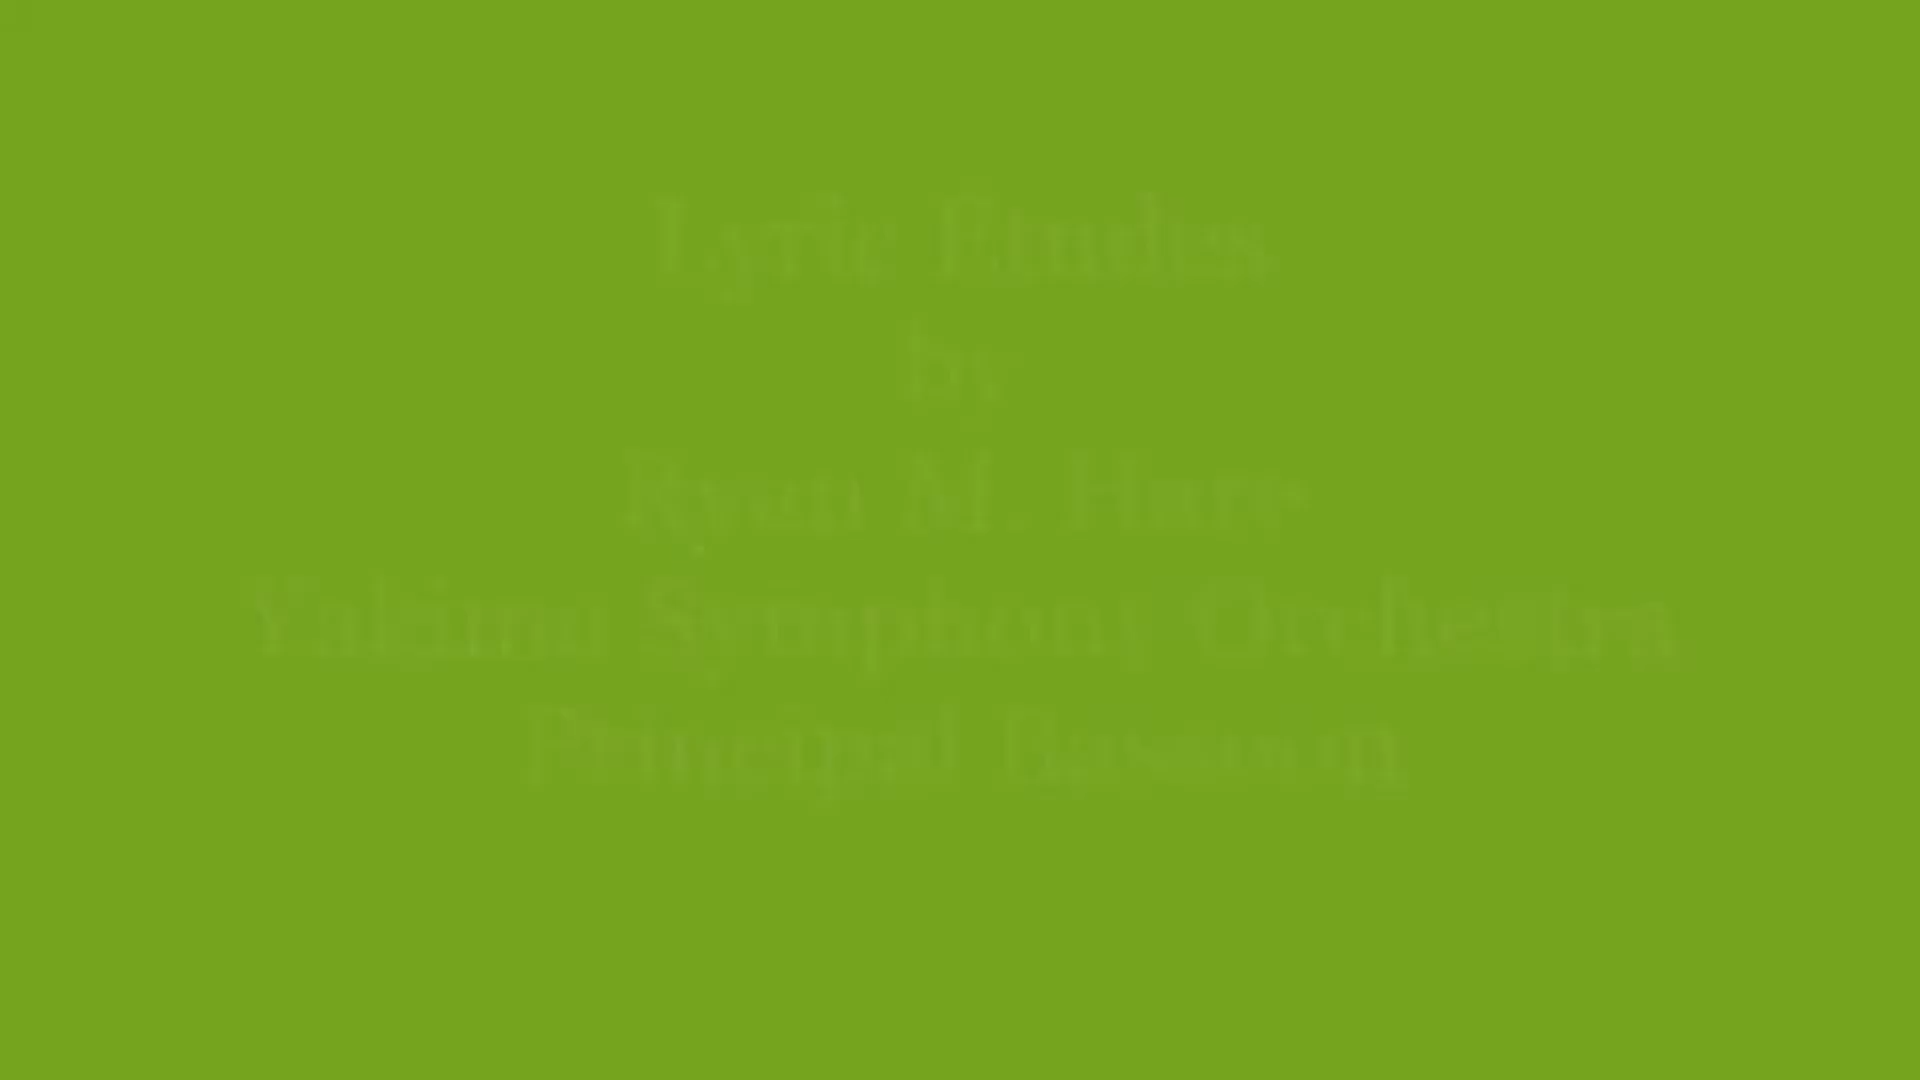 Lyric Etudes
by
Ryan M. Hare
Yakima Symphony Orchestra
Principal Bassoon